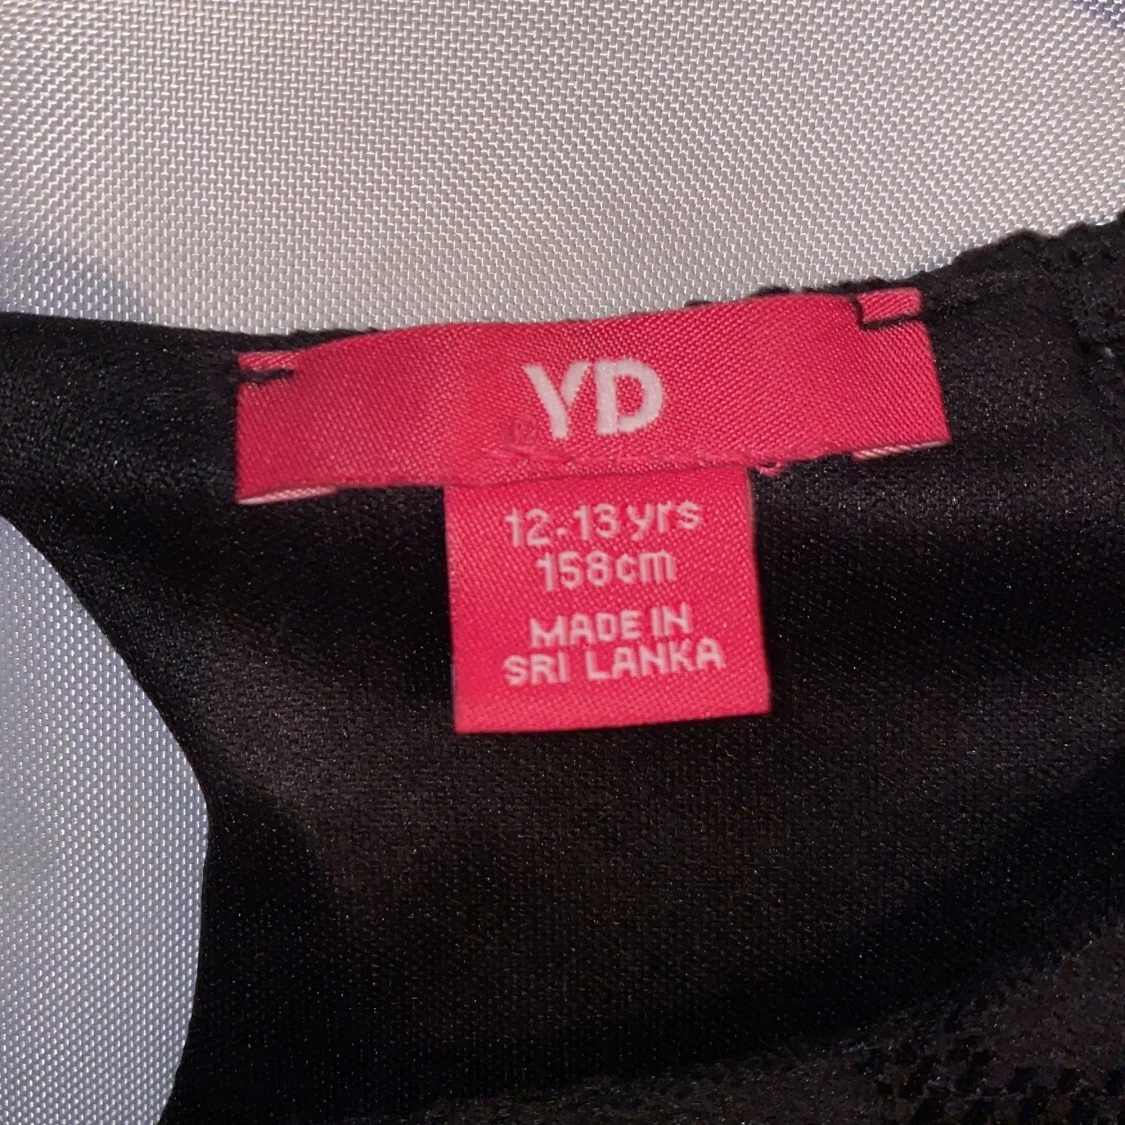 YD
12-13 yrs
158cm
MADE IN
SRI LANKA